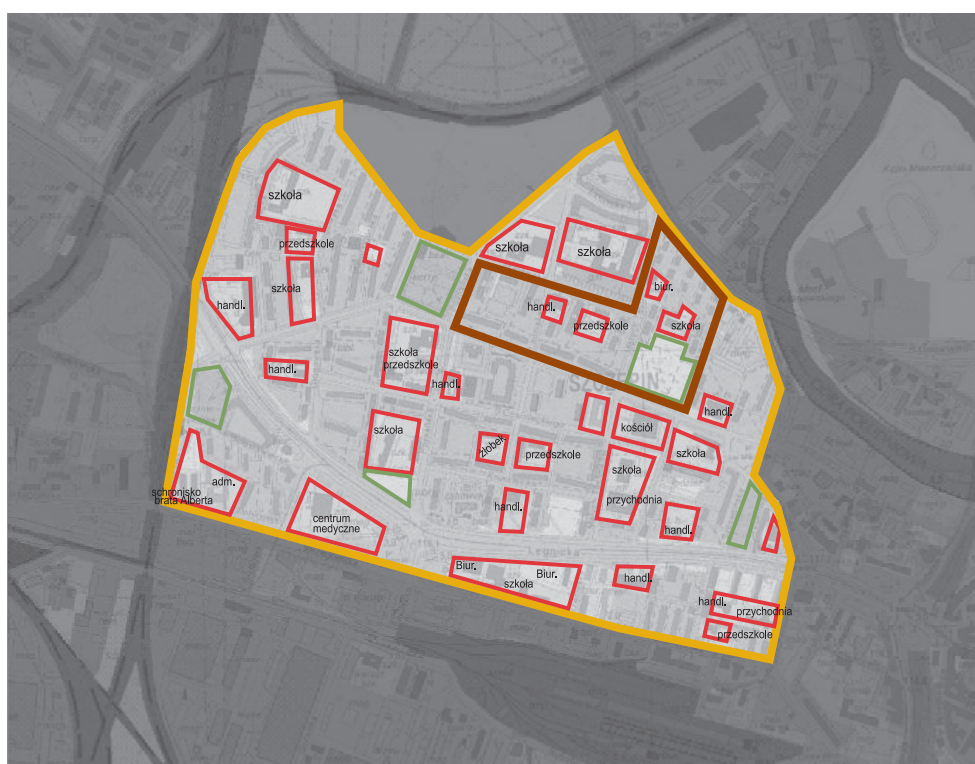 szkoła
przedszkole
szkoła
szkoła
szkoła
biur.
handl.
handl.
przedszkole
szkoła
szkoła
przedszkole
SZCZEPIN
handl.
handl.
handl.
szkoła
kościół
żłobek
przedszkole
szkoła
szkoła
adm.
schronisko
brata Alberta
przychodnia
handl.
centrum
medyczne
handl.
Legnicka
Biur.
Biur.
szkoła
handl.
handl.
przychodnia
przedszkole